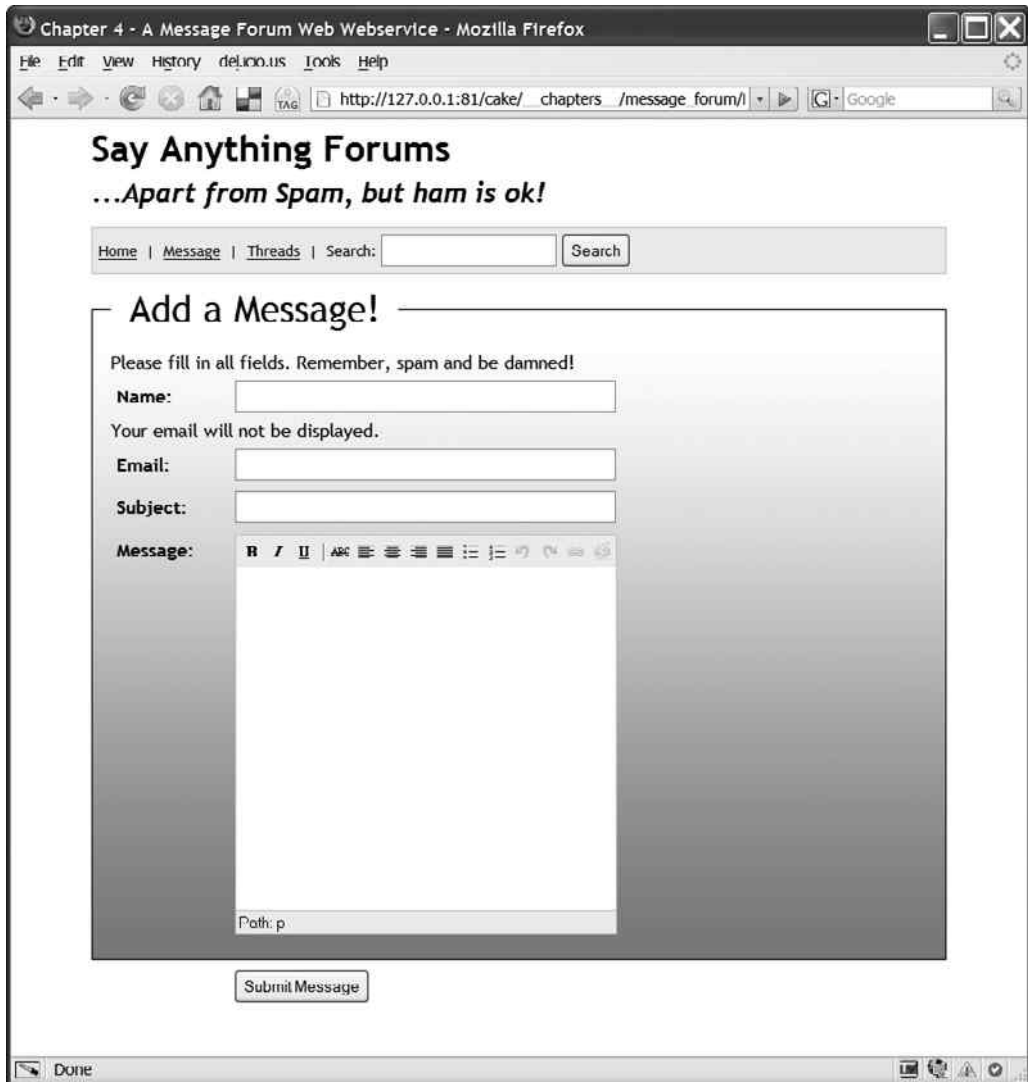 Chapter 4 - A Message Forum Web Webservice - Mozilla Firefox
File Edit View History del.icio.us Tools Help
TAG http://127.0.0.1:81/cake/__chapters__/message_forum/ G Google
Say Anything Forums
...Apart from Spam, but ham is ok!
Home | Message | Threads | Search: Search
Add a Message!
Please fill in all fields. Remember, spam and be damned!
Name:
Your email will not be displayed.
Email:
Subject:
Message: B I U ABC
Path: p
Submit Message
Done